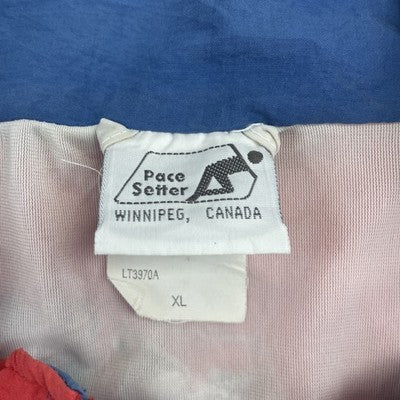 Pace
Setter
WINNIPEG, CANADA
LT3970A
XL